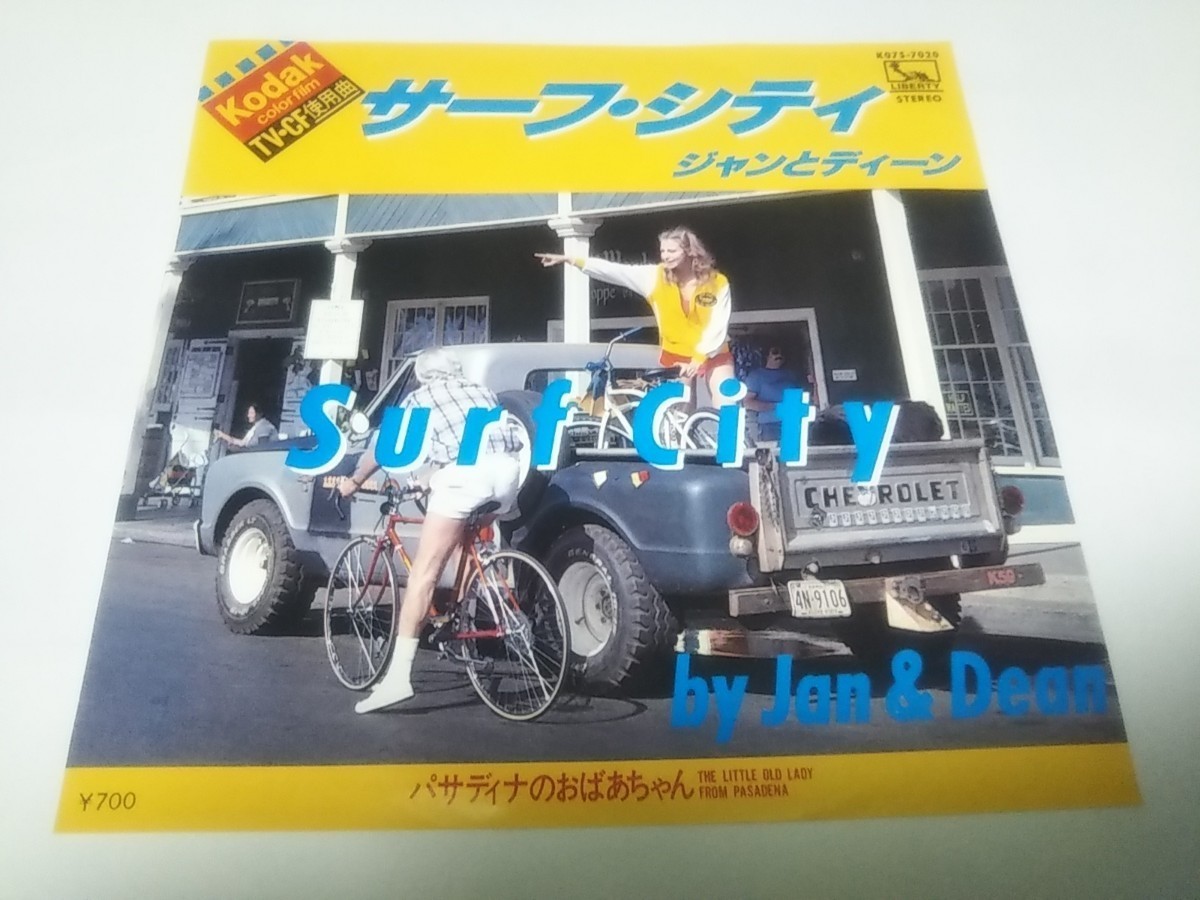 Kodak
color film
TV-CF使用曲
サーフ・シティ
ジャンとディーン
K07S-7020
LIBERTY
STEREO
Surf City
CHEVROLET
4N-9106
K59
by Jan & Dean
パサディナのおばあちゃん
THE LITTLE OLD LADY
FROM PASADENA
¥700